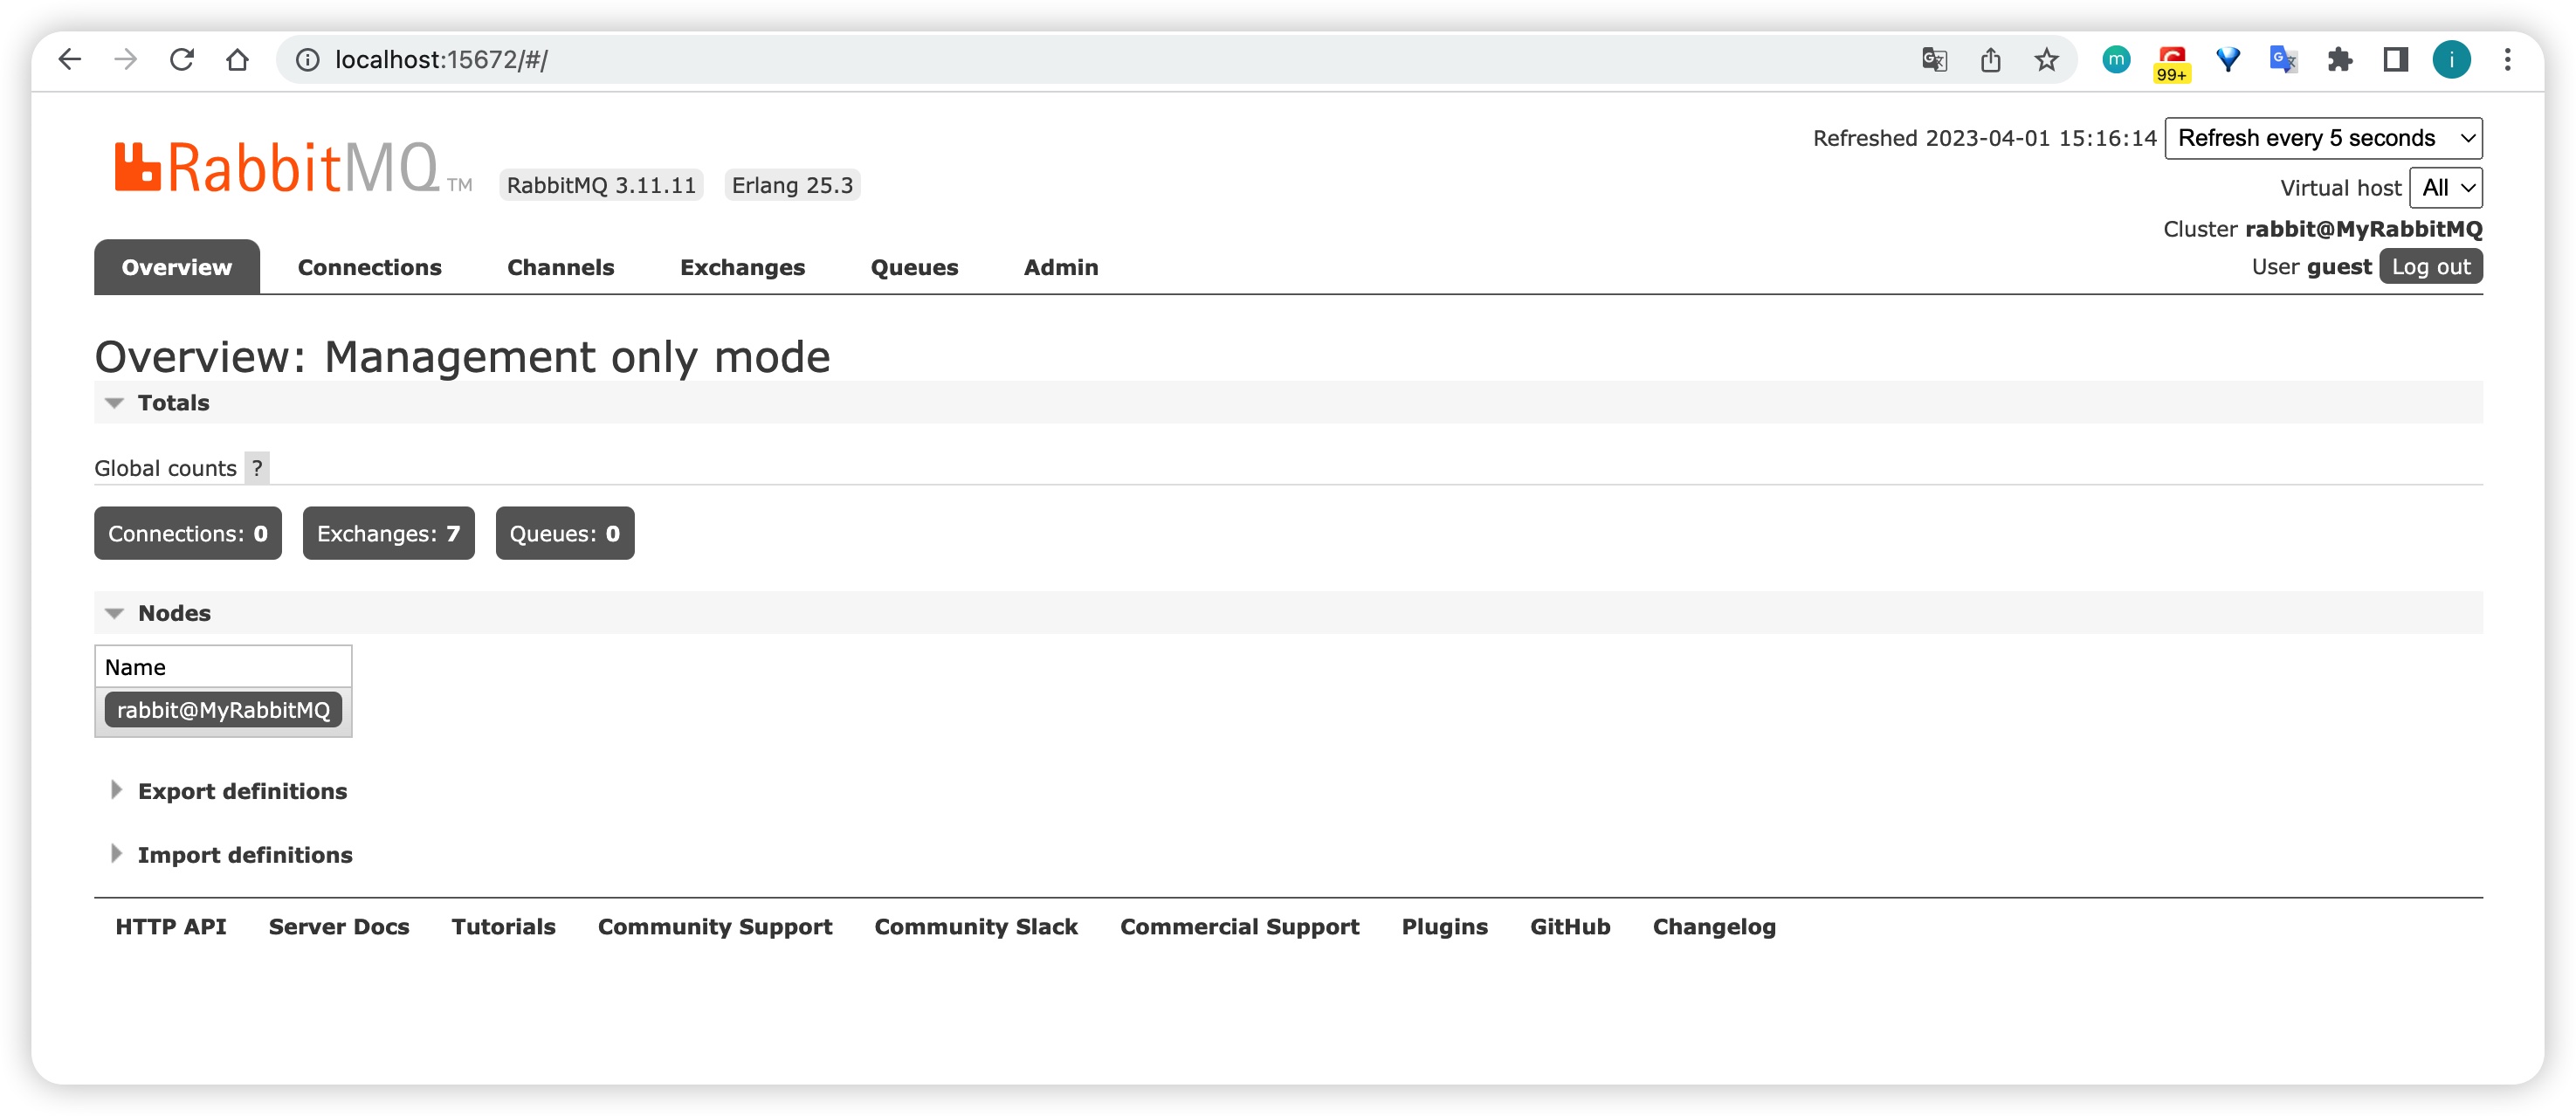 localhost:15672/#/
m
99+
G
i
RabbitMQ TM
RabbitMQ 3.11.11
Erlang 25.3
Refreshed 2023-04-01 15:16:14
Refresh every 5 seconds
Virtual host All
Cluster rabbit@MyRabbitMQ
User guest Log out
Overview Connections Channels Exchanges Queues Admin
Overview: Management only mode
Totals
Global counts ?
Connections: 0 Exchanges: 7 Queues: 0
Nodes
Name
rabbit@MyRabbitMQ
Export definitions
Import definitions
HTTP API Server Docs Tutorials Community Support Community Slack Commercial Support Plugins GitHub Changelog